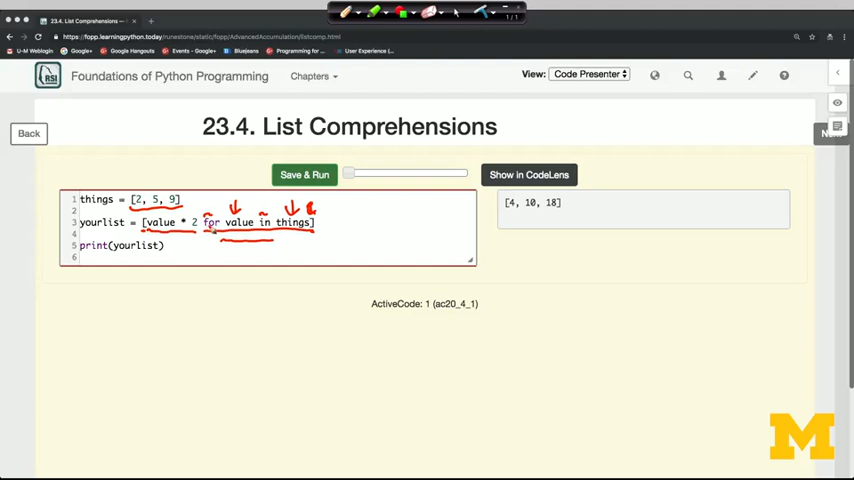 1/1
23.4. List Comprehensions —
https://fopp.learningpython.today/runestone/static/fopp/AdvancedAccumulation/listcomp.html
U-M Weblogin Google+ Google Hangouts Events - Google+ Bluejeans Programming for ... User Experience (...
RSI Foundations of Python Programming Chapters View: Code Presenter
Back
23.4. List Comprehensions
Save & Run Show in CodeLens
1 things = [2, 5, 9]
2
3 yourlist = [value * 2 for value in things]
4
5 print(yourlist)
6
[4, 10, 18]
ActiveCode: 1 (ac20_4_1)
M